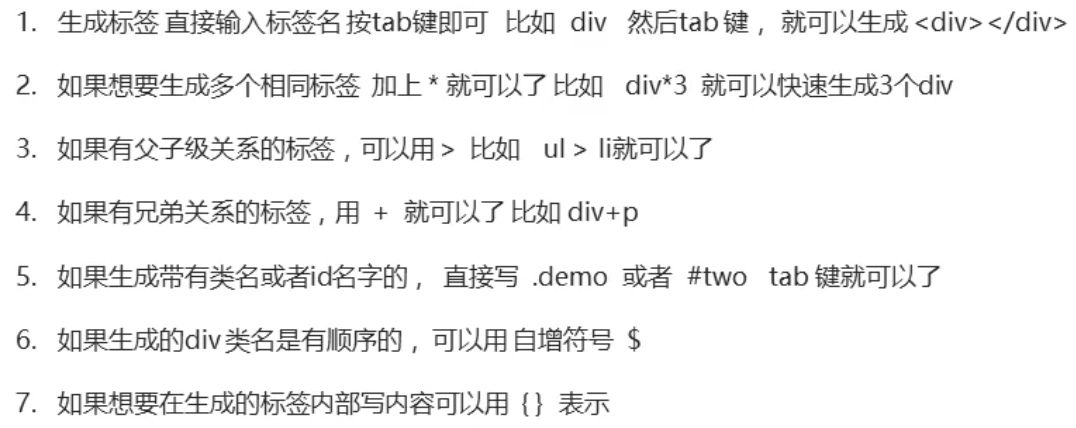 1. 生成标签 直接输入标签名 按tab键即可 比如 div 然后tab 键， 就可以生成 <div></div>
2. 如果想要生成多个相同标签 加上 * 就可以了 比如 div*3 就可以快速生成3个div
3. 如果有父子级关系的标签，可以用 > 比如 ul > li就可以了
4. 如果有兄弟关系的标签，用 + 就可以了 比如 div+p
5. 如果生成带有类名或者id名字的， 直接写 .demo 或者 #two tab 键就可以了
6. 如果生成的div 类名是有顺序的， 可以用 自增符号 $
7. 如果想要在生成的标签内部写内容可以用 { } 表示